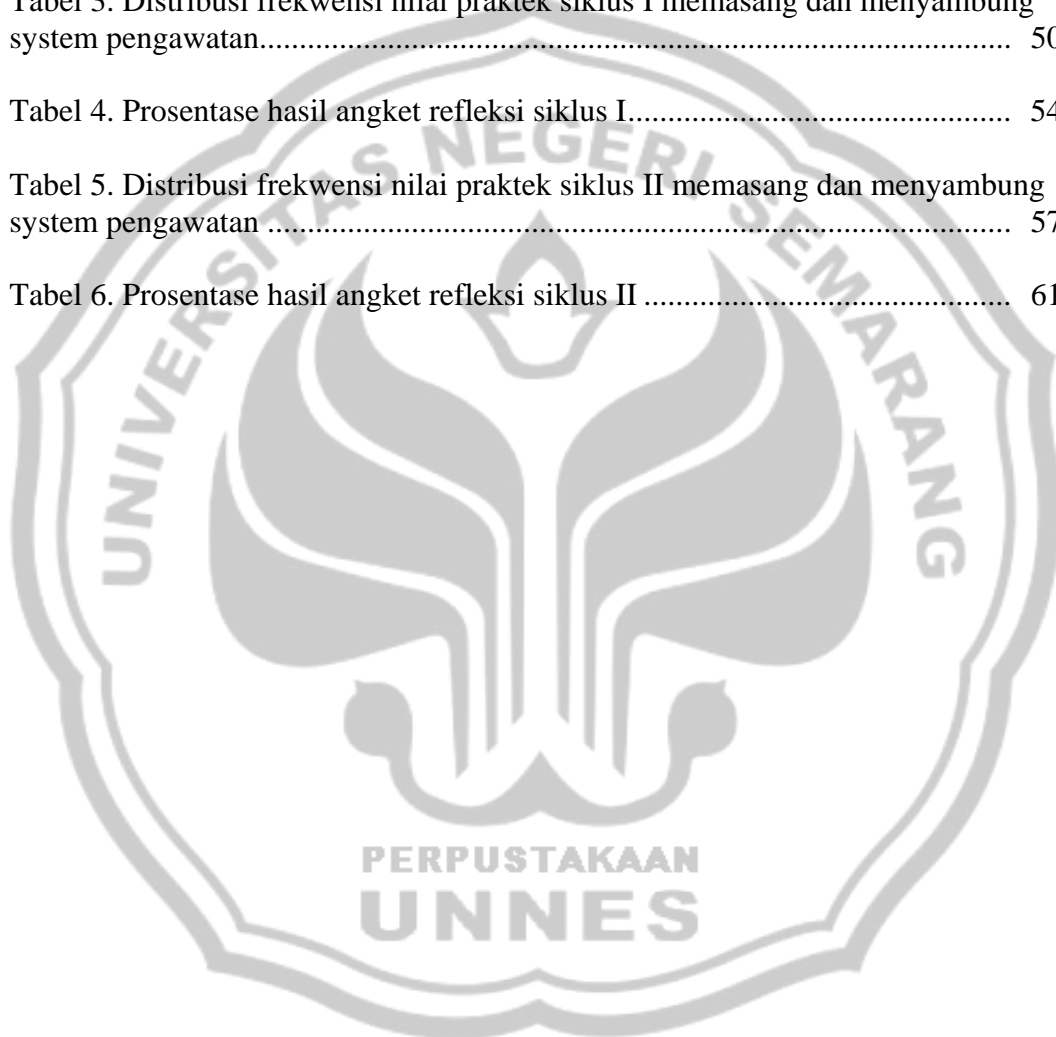 Tabel 3. Distribusi frekwensi nilai praktek siklus I memasang dan menyambung
system pengawatan............................................................................................... 50
Tabel 4. Prosentase hasil angket refleksi siklus I................................................ 54
Tabel 5. Distribusi frekwensi nilai praktek siklus II memasang dan menyambung
system pengawatan .............................................................................................. 57
Tabel 6. Prosentase hasil angket refleksi siklus II .............................................. 61
UNIVERSITAS NEGERI SEMARANG
PERPUSTAKAAN
UNNES